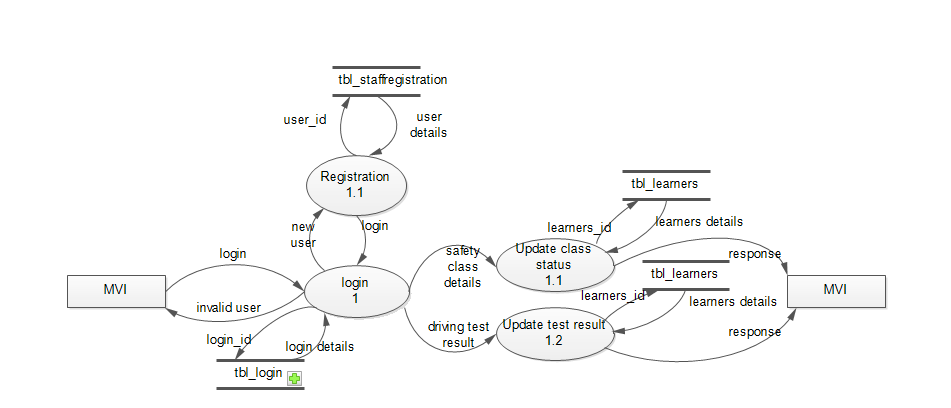 tbl_staffregistration
user_id
user
details
Registration
1.1
new
user
login
tbl_learners
learners_id
learners details
login
safety
class
details
Update class
status
1.1
response
MVI
login
1
tbl_learners
learners_id
learners details
MVI
invalid user
login_id
login details
driving test
result
Update test result
1.2
response
tbl_login